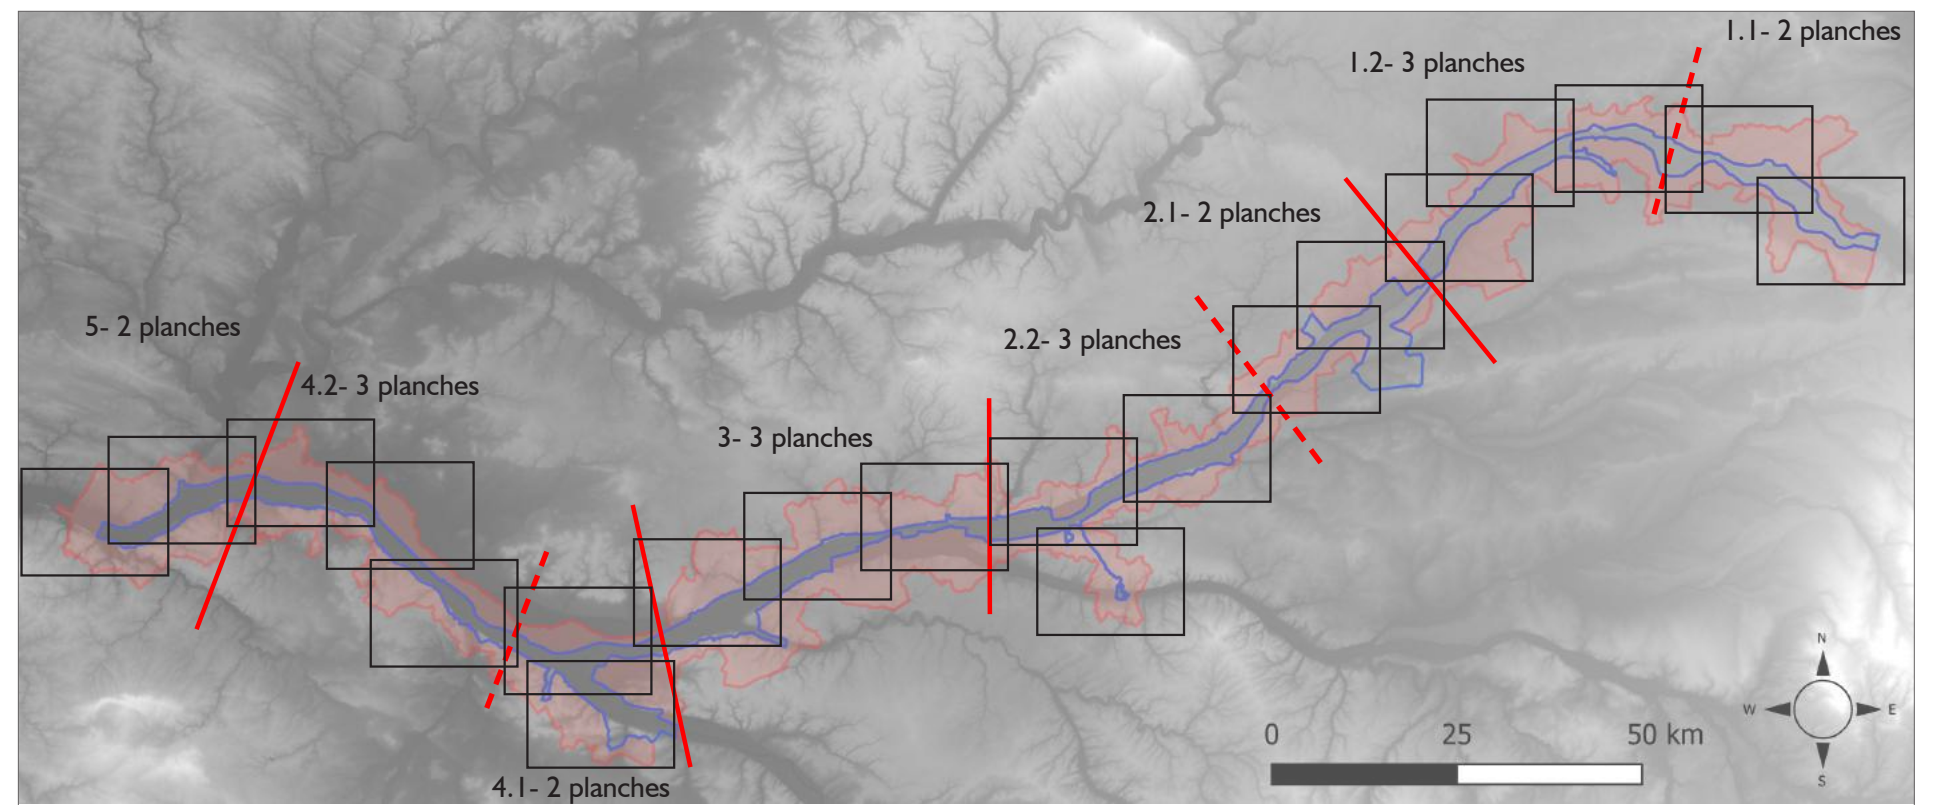 1.1- 2 planches
1.2- 3 planches
2.1- 2 planches
2.2- 3 planches
5- 2 planches
4.2- 3 planches
3- 3 planches
4.1- 2 planches
N
W
E
S
0 25 50 km